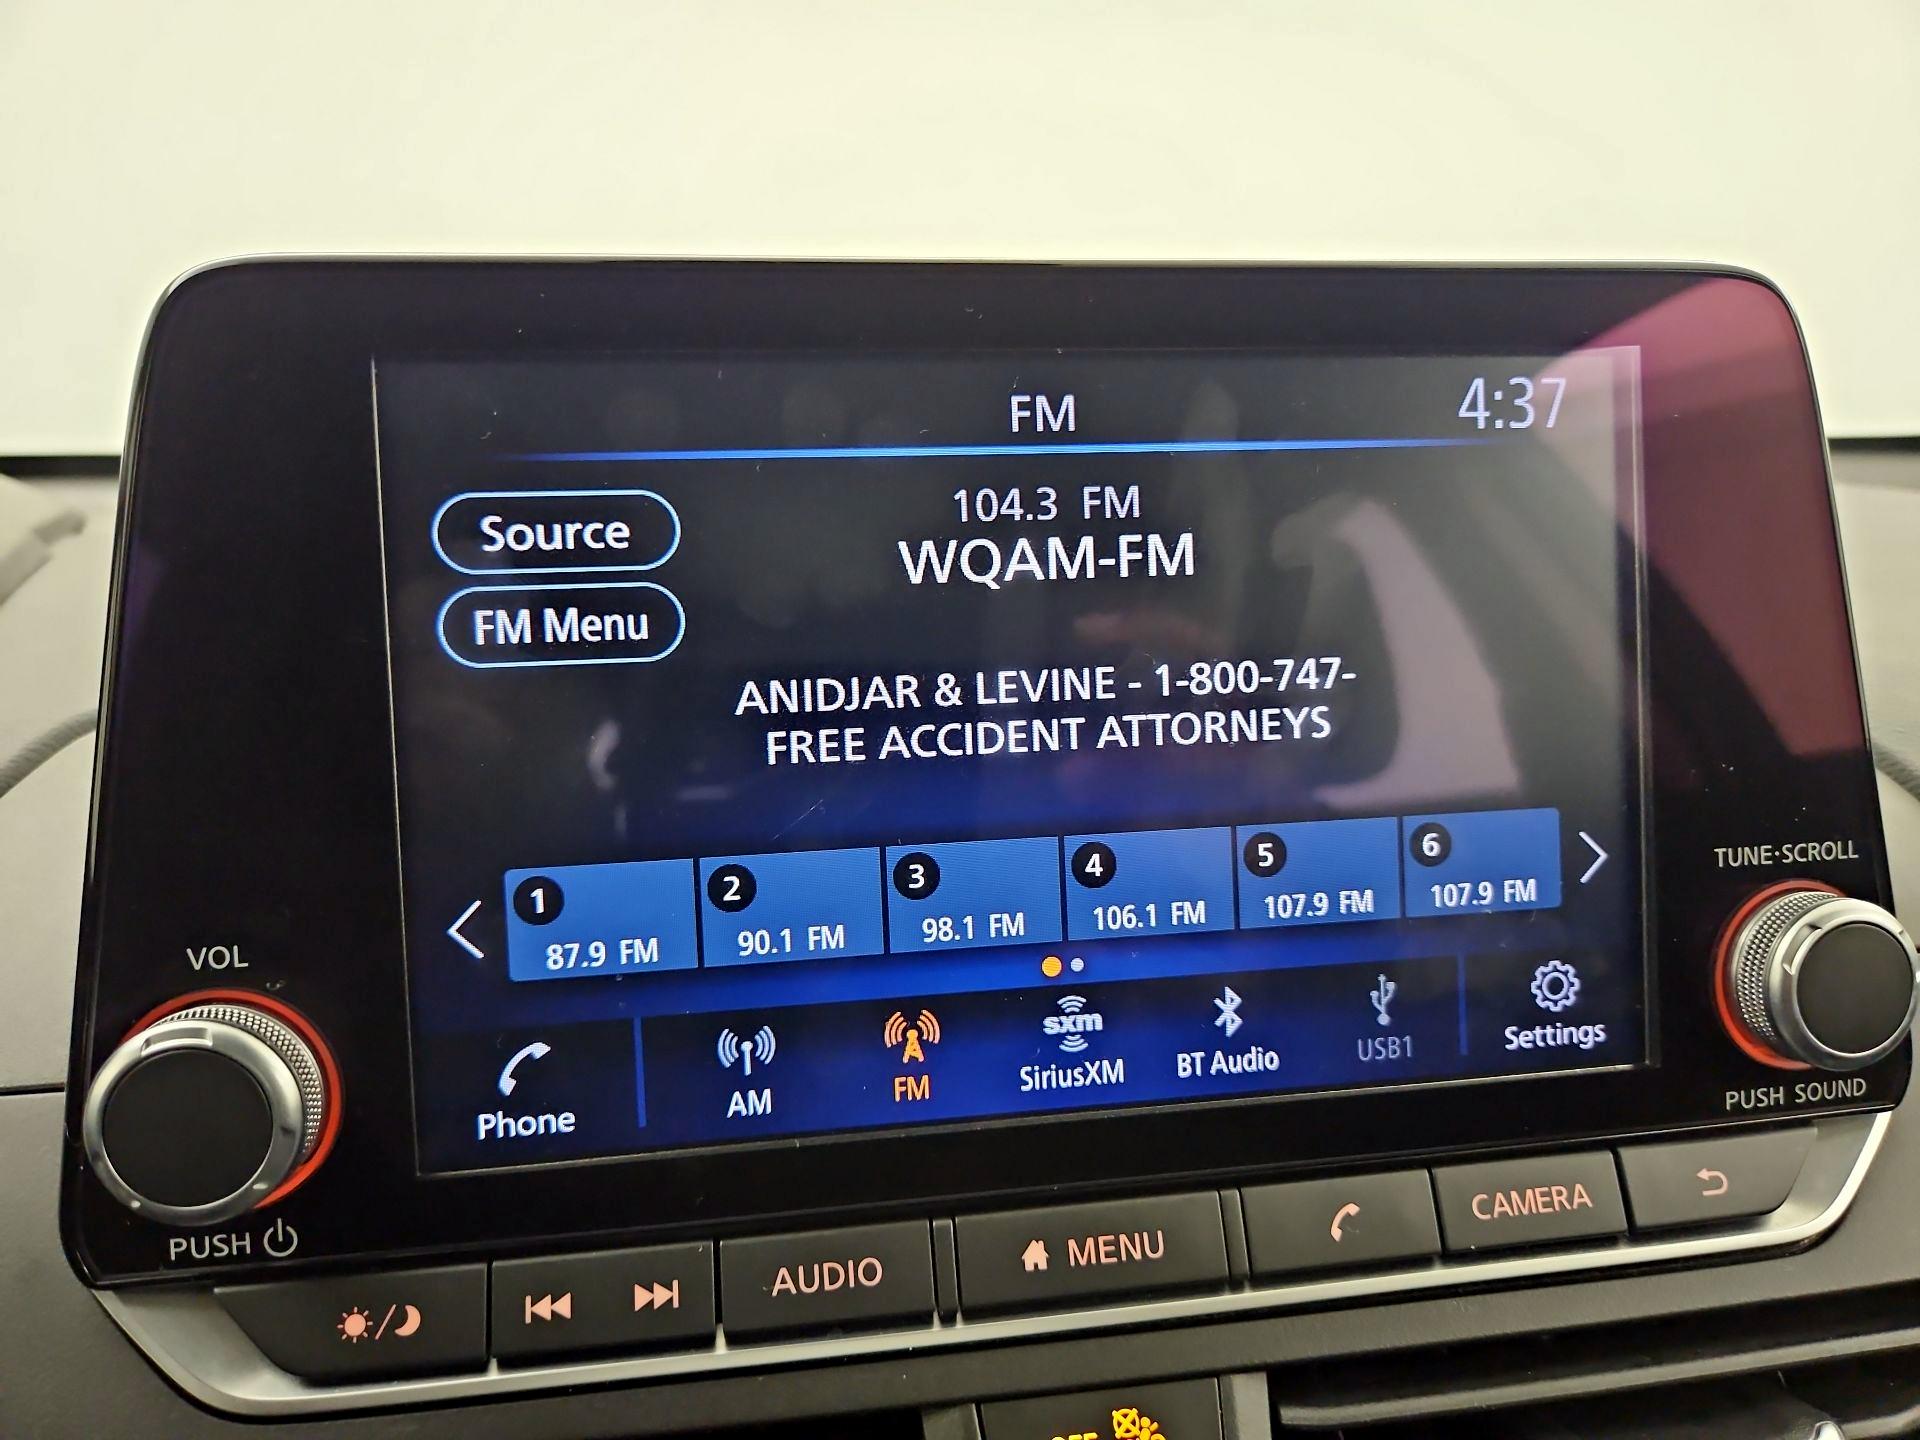 FM
4:37
Source
104.3 FM
WQAM-FM
FM Menu
ANIDJAR & LEVINE - 1-800-747-
FREE ACCIDENT ATTORNEYS
1
2
3
4
5
6
87.9 FM
90.1 FM
98.1 FM
106.1 FM
107.9 FM
107.9 FM
Phone
AM
FM
sxm
SiriusXM
BT Audio
USB1
Settings
VOL
PUSH
TUNE·SCROLL
PUSH SOUND
AUDIO
MENU
CAMERA